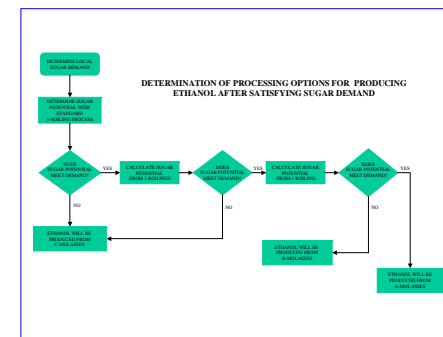 DETERMINE LOCAL
SUGAR DEMAND
DETERMINATION OF PROCESSING OPTIONS FOR PRODUCING
ETHANOL AFTER SATISFYING SUGAR DEMAND
DETERMINE SUGAR
POTENTIAL WITH
STANDARD
3-BOILING PROCESS
DOES
SUGAR POTENTIAL
MEET DEMAND?
YES
CALCULATE SUGAR
POTENTIAL
FROM 2 BOILINGS
DOES
SUGAR POTENTIAL
MEET DEMAND?
YES
CALCULATE SUGAR
POTENTIAL
FROM 1 BOILING
DOES
SUGAR POTENTIAL
MEET DEMAND?
YES
NO
NO
NO
ETHANOL WILL BE
PRODUCED FROM
C-MOLASSES
ETHANOL WILL BE
PRODUCED FROM
B-MOLASSES
ETHANOL WILL BE
PRODUCED FROM
A-MOLASSES